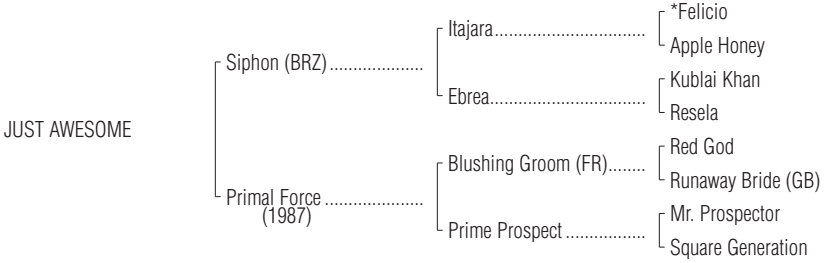 *Felicio
Itajara..............................
Apple Honey
Siphon (BRZ) ...................
Kublai Khan
Ebrea...............................
Resela
JUST AWESOME
Red God
Blushing Groom (FR)........
Runaway Bride (GB)
Primal Force ....................
(1987)
Mr. Prospector
Prime Prospect ................
Square Generation